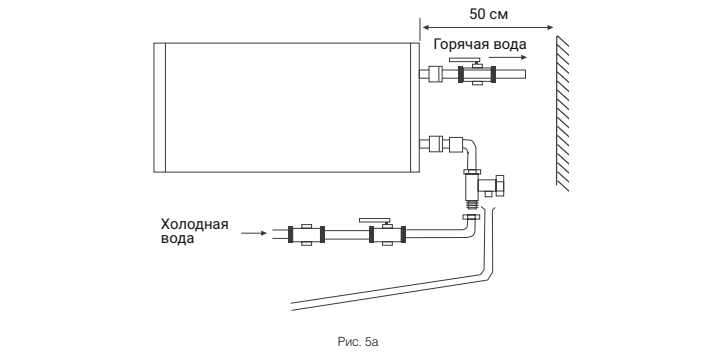 50 см
Горячая вода
Холодная
вода
Рис. 5а